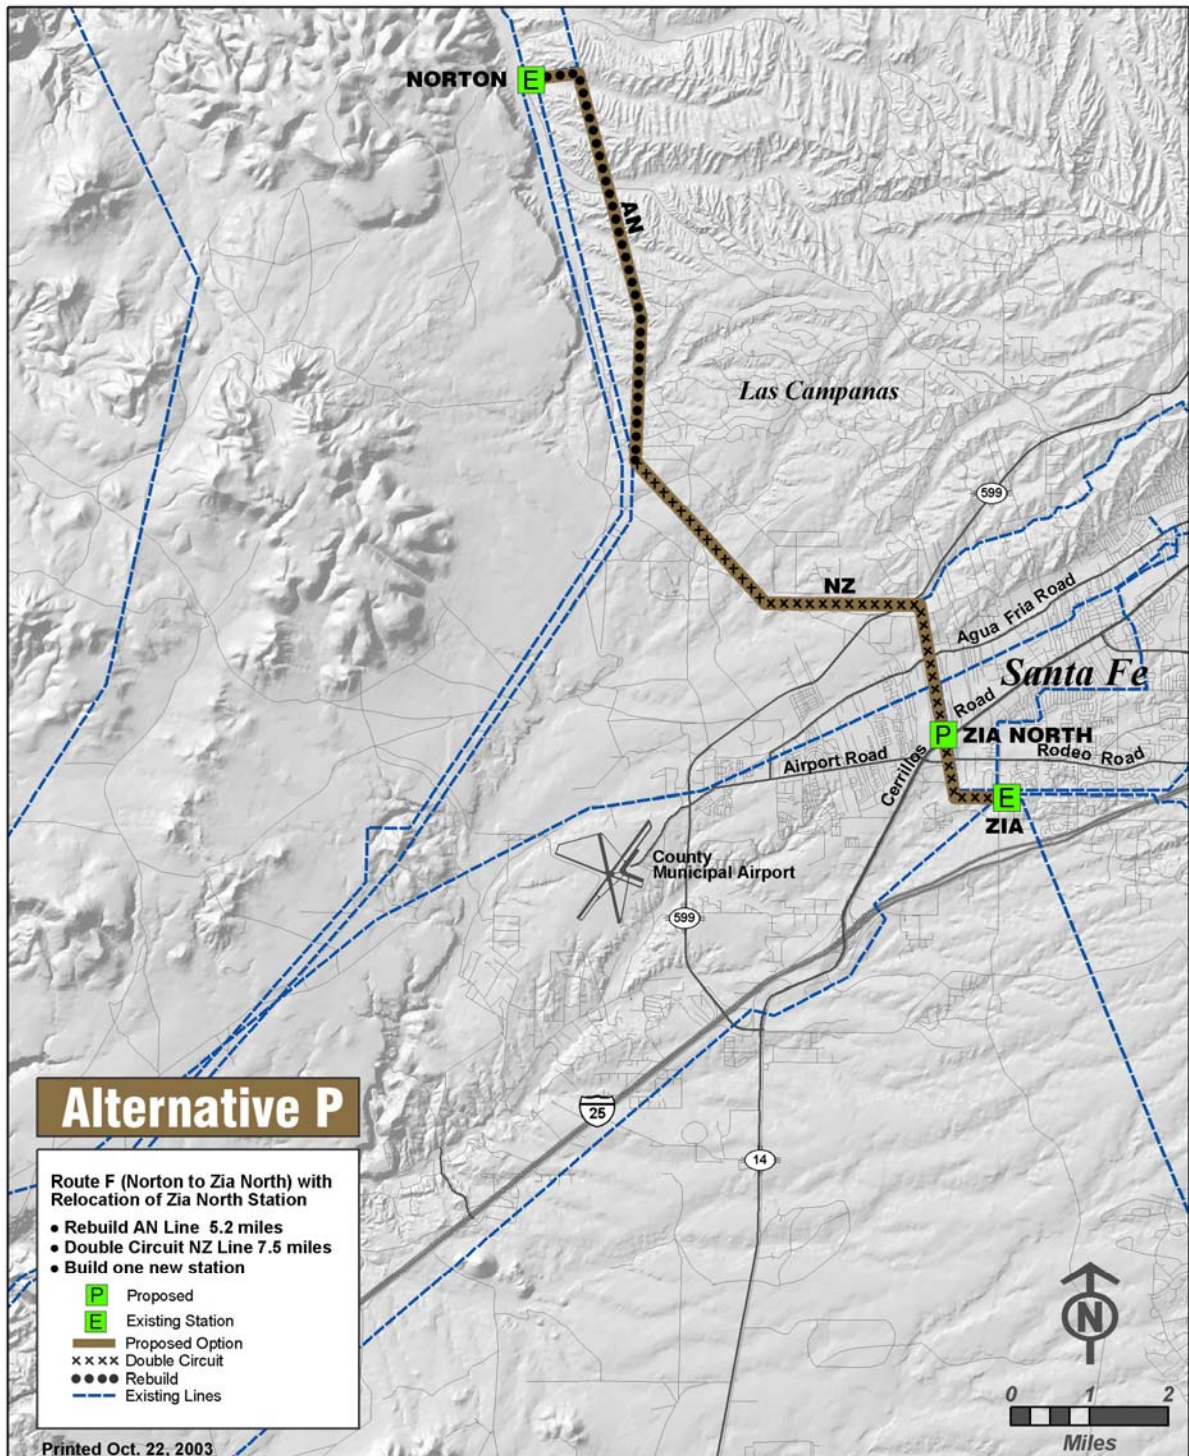 NORTON
E
AN
Las Campanas
599
NZ
Agua Fria Road
Santa Fe
Cerrillos Road
P
ZIA NORTH
Airport Road
Rodeo Road
E
ZIA
County
Municipal Airport
599
25
14
Alternative P
Route F (Norton to Zia North) with
Relocation of Zia North Station
• Rebuild AN Line 5.2 miles
• Double Circuit NZ Line 7.5 miles
• Build one new station
P Proposed
E Existing Station
Proposed Option
Double Circuit
Rebuild
Existing Lines
N
0 1 2
Miles
Printed Oct. 22, 2003